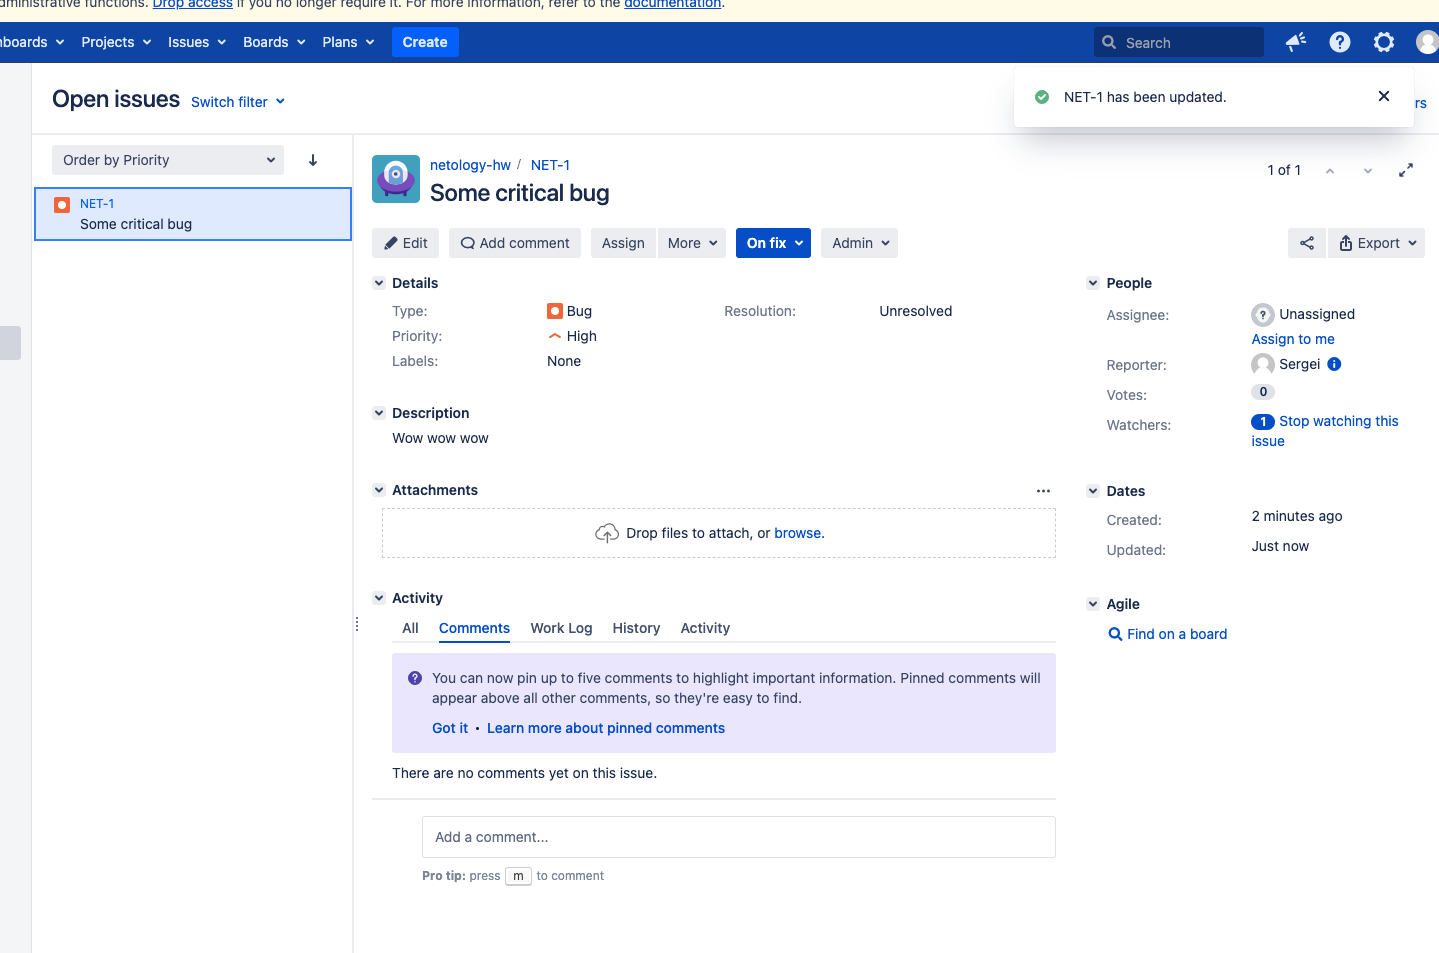 dministrative functions. Drop access if you no longer require it. For more information, refer to the documentation.
boards Projects Issues Boards Plans Create Search
Open issues Switch filter
NET-1 has been updated.
rs
Order by Priority
NET-1
Some critical bug
netology-hw / NET-1
Some critical bug
1 of 1
Edit Add comment Assign More On fix Admin Export
Details
Type: Bug Resolution: Unresolved
Priority: High
Labels: None
Description
Wow wow wow
Attachments
Drop files to attach, or browse.
Activity
All Comments Work Log History Activity
You can now pin up to five comments to highlight important information. Pinned comments will
appear above all other comments, so they're easy to find.
Got it • Learn more about pinned comments
There are no comments yet on this issue.
Add a comment...
Pro tip: press m to comment
People
Assignee: Unassigned
Assign to me
Reporter: Sergei
Votes: 0
Watchers: 1 Stop watching this
issue
Dates
Created: 2 minutes ago
Updated: Just now
Agile
Find on a board